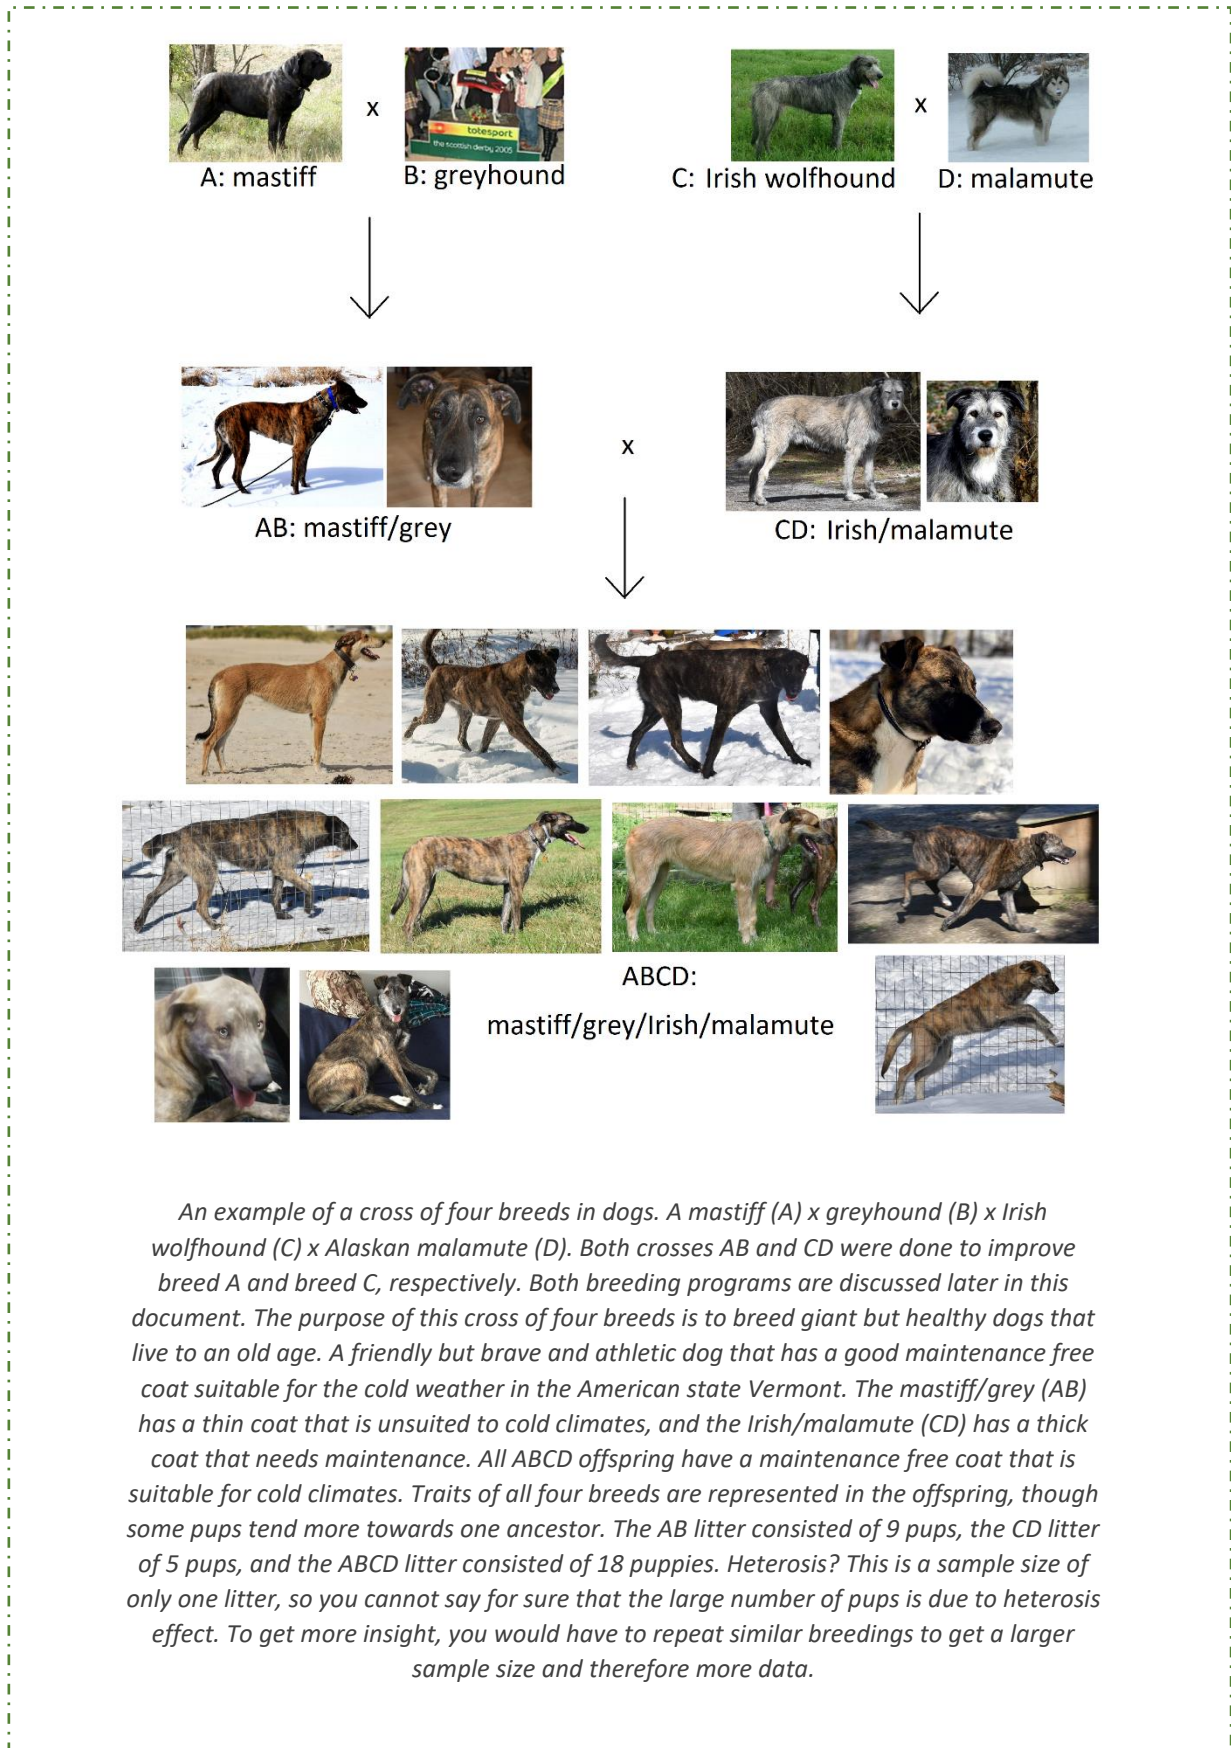 x
x
totesport
the scottish derby 2005
A: mastiff
B: greyhound
C: Irish wolfhound
D: malamute
x
AB: mastiff/grey
CD: Irish/malamute
ABCD:
mastiff/grey/Irish/malamute
An example of a cross of four breeds in dogs. A mastiff (A) x greyhound (B) x Irish
wolfhound (C) x Alaskan malamute (D). Both crosses AB and CD were done to improve
breed A and breed C, respectively. Both breeding programs are discussed later in this
document. The purpose of this cross of four breeds is to breed giant but healthy dogs that
live to an old age. A friendly but brave and athletic dog that has a good maintenance free
coat suitable for the cold weather in the American state Vermont. The mastiff/grey (AB)
has a thin coat that is unsuited to cold climates, and the Irish/malamute (CD) has a thick
coat that needs maintenance. All ABCD offspring have a maintenance free coat that is
suitable for cold climates. Traits of all four breeds are represented in the offspring, though
some pups tend more towards one ancestor. The AB litter consisted of 9 pups, the CD litter
of 5 pups, and the ABCD litter consisted of 18 puppies. Heterosis? This is a sample size of
only one litter, so you cannot say for sure that the large number of pups is due to heterosis
effect. To get more insight, you would have to repeat similar breedings to get a larger
sample size and therefore more data.